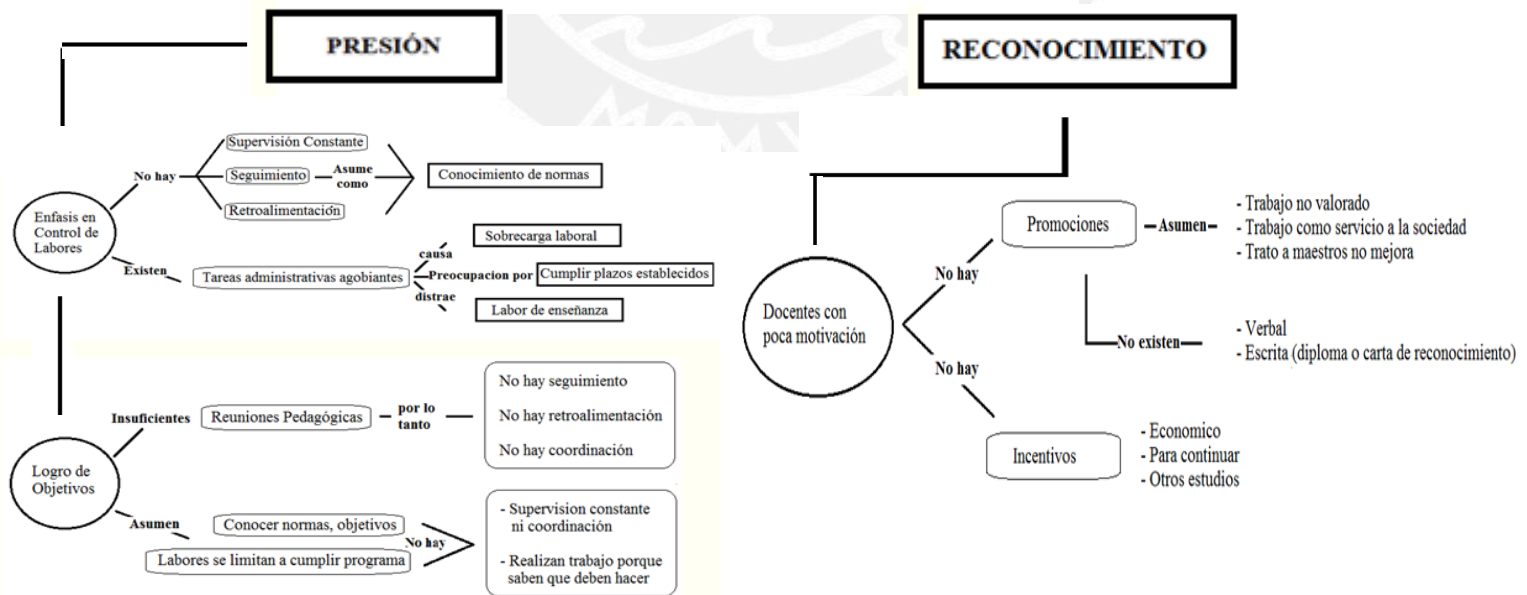 PRESIÓN
Enfasis en
Control de
Labores
No hay
Supervisión Constante
Seguimiento
Retroalimentación
Asume
como
Conocimiento de normas
Existen
Tareas administrativas agobiantes
causa
Sobrecarga laboral
Preocupacion por
Cumplir plazos establecidos
distrae
Labor de enseñanza
Logro de
Objetivos
Insuficientes
Reuniones Pedagógicas
por lo
tanto
No hay seguimiento
No hay retroalimentación
No hay coordinación
Asumen
Conocer normas, objetivos
Labores se limitan a cumplir programa
No hay
- Supervision constante
ni coordinación
- Realizan trabajo porque
saben que deben hacer
RECONOCIMIENTO
Docentes con
poca motivación
No hay
Promociones
Asumen
- Trabajo no valorado
- Trabajo como servicio a la sociedad
- Trato a maestros no mejora
No existen
- Verbal
- Escrita (diploma o carta de reconocimiento)
No hay
Incentivos
- Economico
- Para continuar
- Otros estudios